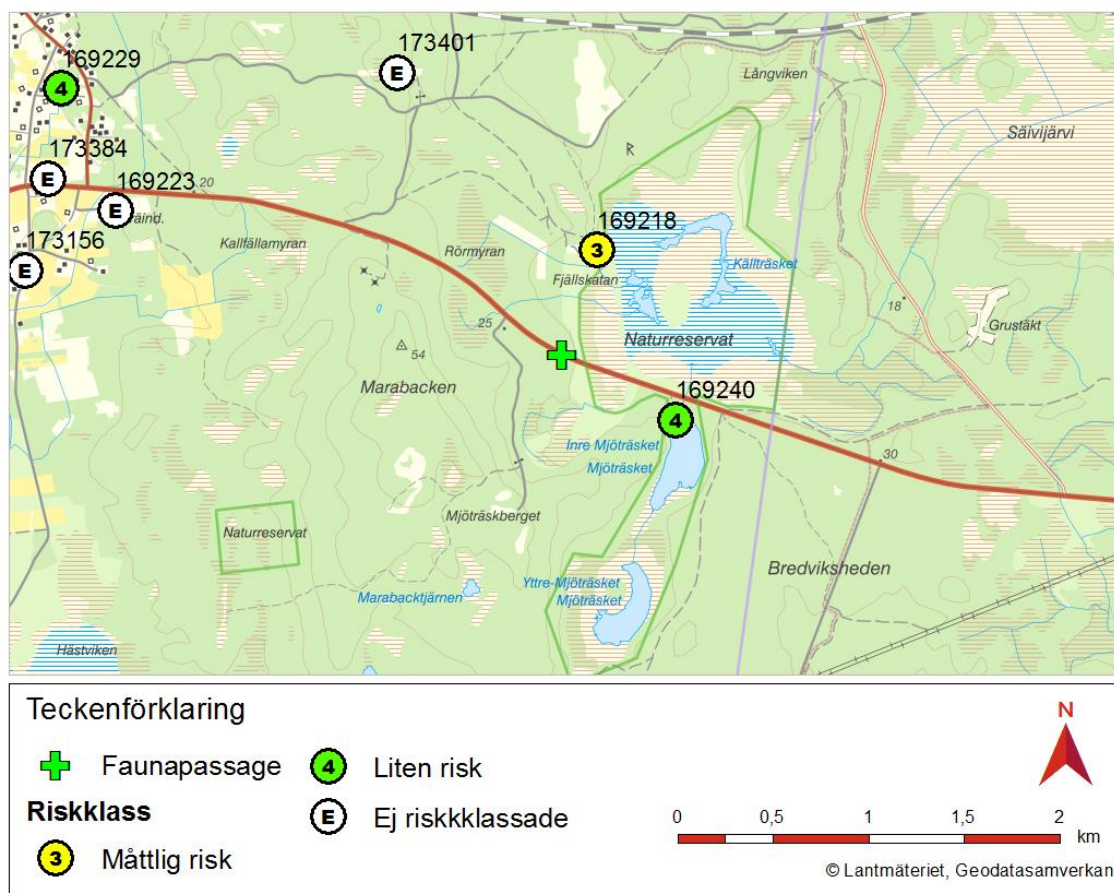 173401
169229
4
E
Långviken
Säivijärvi
173384
E
169223
20
E
169218
3
173156
E
Kallfällamyran
Rörmyran
Fjällskatan
Källträsket
18
Grustäkt
25
Naturreservat
54
Marabacken
169240
4
Inre Mjöträsket
Mjöträsket
30
Mjöträskberget
Naturreservat
Bredviksheden
Yttre-Mjöträsket
Mjöträsket
Marabacktjärnen
Hästviken
Teckenförklaring
N
Faunapassage
4 Liten risk
Riskklass
E Ej riskkklassade
3 Måttlig risk
0 0,5 1 1,5 2
km
© Lantmäteriet, Geodatasamverkan